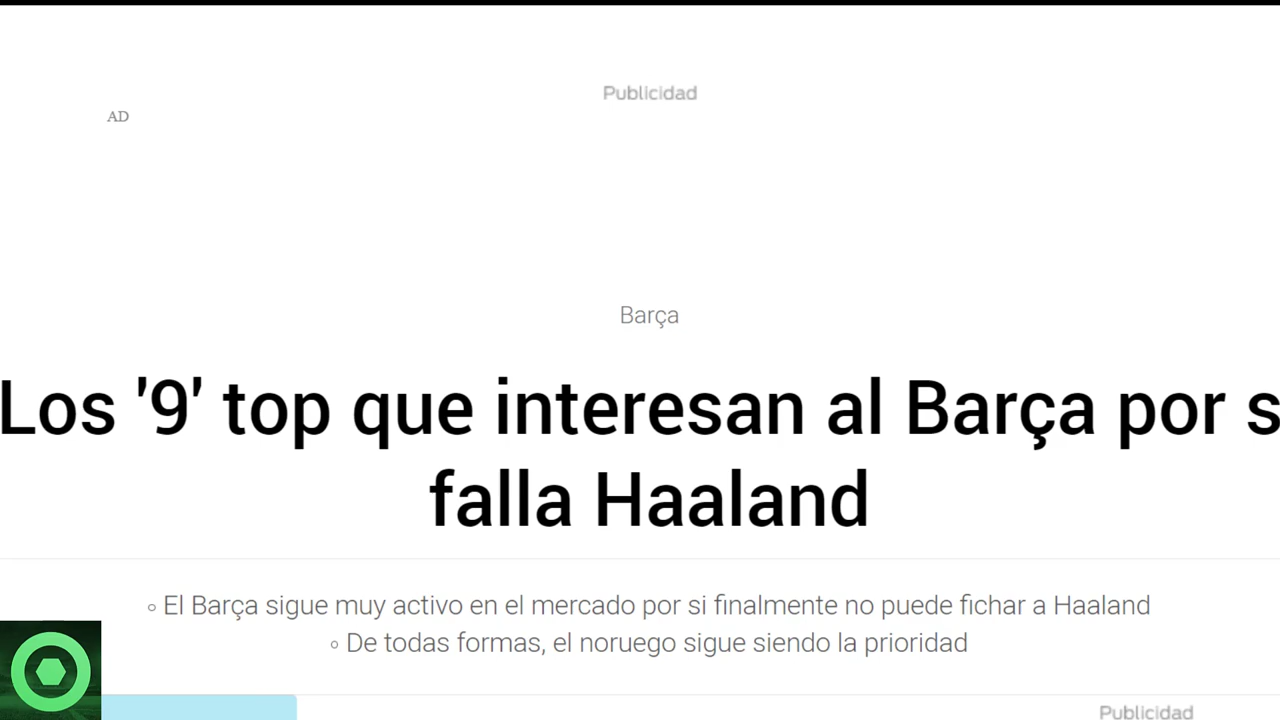 Publicidad
AD
Barça
Los '9' top que interesan al Barça por s
falla Haaland
◦ El Barça sigue muy activo en el mercado por si finalmente no puede fichar a Haaland
◦ De todas formas, el noruego sigue siendo la prioridad
Publicidad